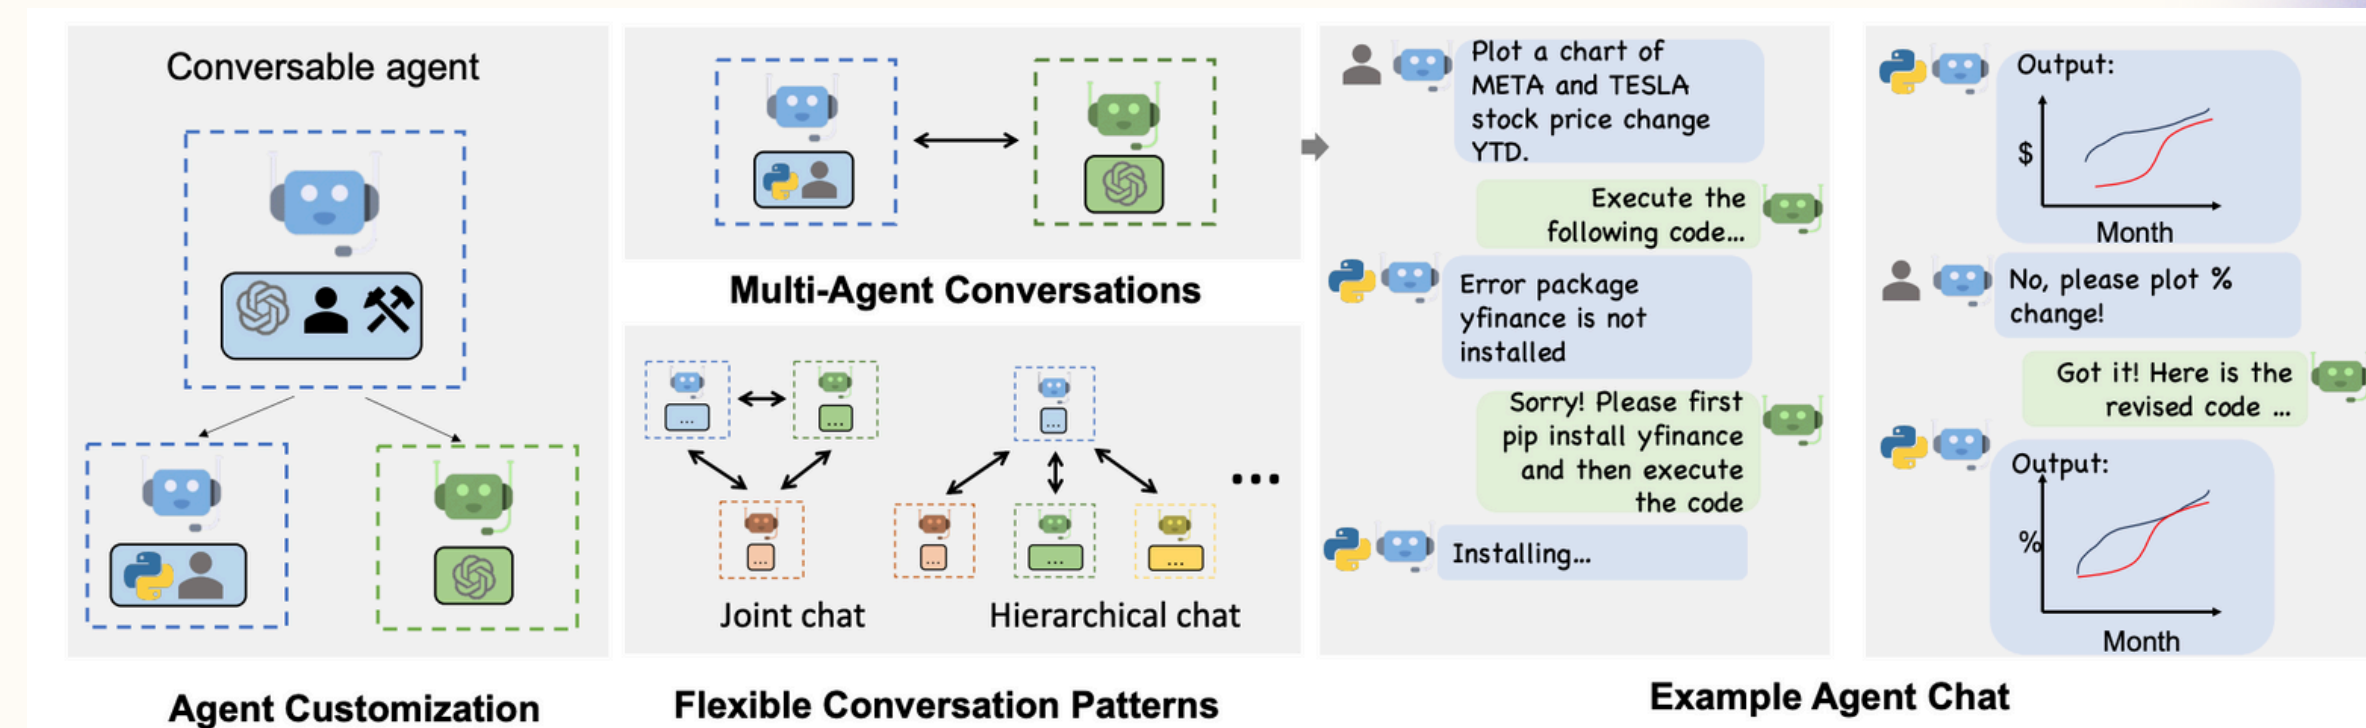 Conversable agent
Agent Customization
Multi-Agent Conversations
...
...
...
...
...
...
...
...
Joint chat
Hierarchical chat
Flexible Conversation Patterns
Plot a chart of
META and TESLA
stock price change
YTD.
Execute the
following code...
Error package
yfinance is not
installed
Sorry! Please first
pip install yfinance
and then execute
the code
Installing...
Output:
$
Month
No, please plot %
change!
Got it! Here is the
revised code ...
Output:
%
Month
Example Agent Chat